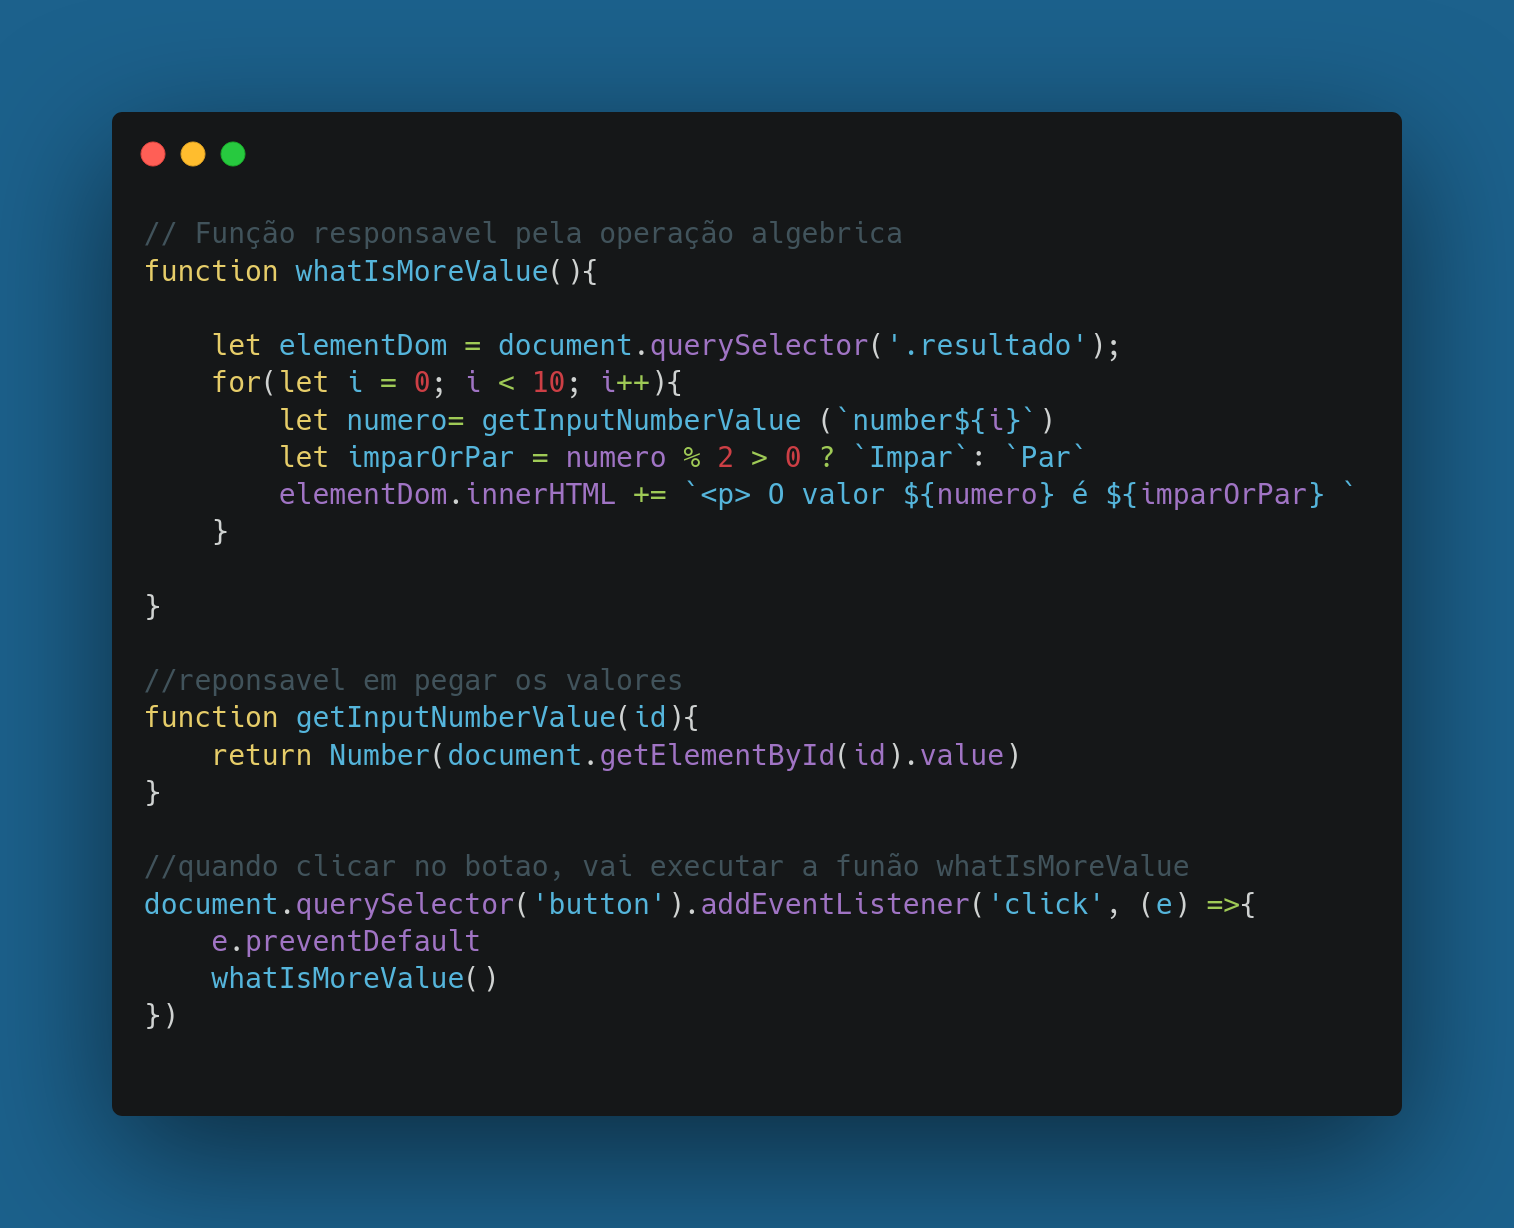 // Função responsavel pela operação algebrica
function whatIsMoreValue(){
    let elementDom = document.querySelector('.resultado');
    for(let i = 0; i < 10; i++){
        let numero= getInputNumberValue (`number${i}`)
        let imparOrPar = numero % 2 > 0 ? `Impar`: `Par`
        elementDom.innerHTML += `<p> O valor ${numero} é ${imparOrPar} `
    }
}
//reponsavel em pegar os valores
function getInputNumberValue(id){
    return Number(document.getElementById(id).value)
}
//quando clicar no botao, vai executar a funão whatIsMoreValue
document.querySelector('button').addEventListener('click', (e) =>{
    e.preventDefault
    whatIsMoreValue()
})